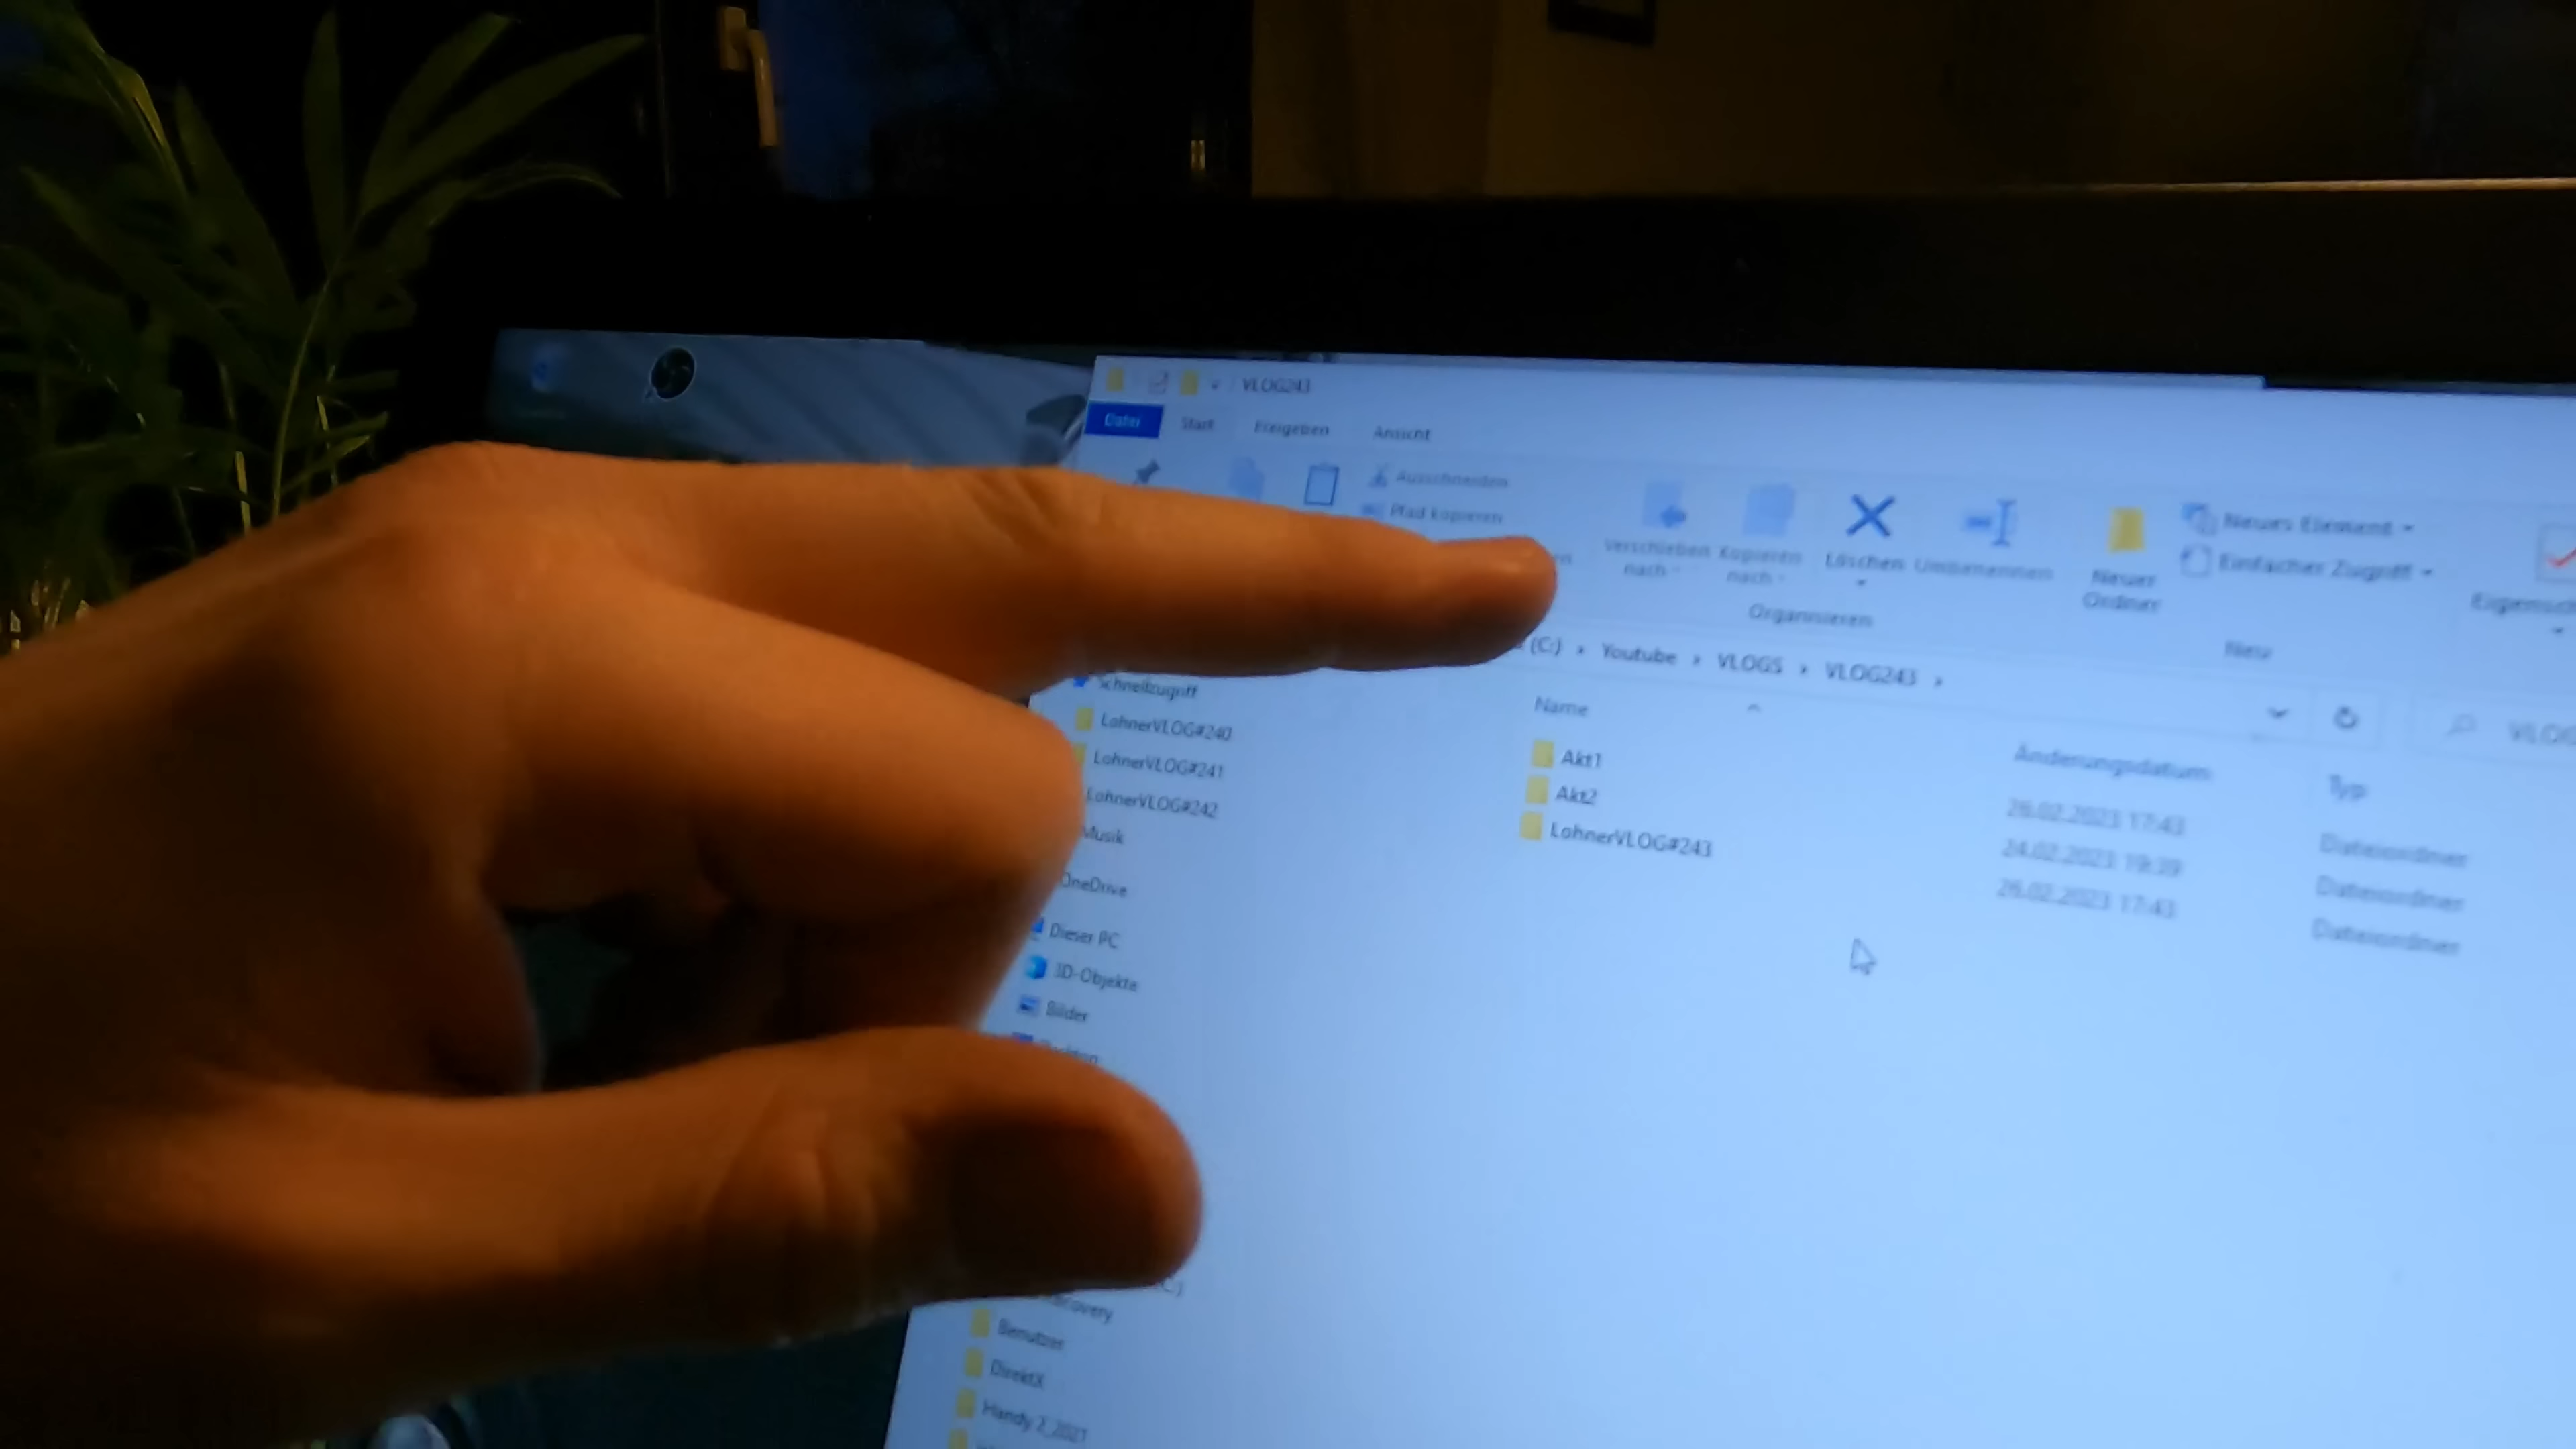 VLOG243
Datei Start Freigeben Ansicht
Ausschneiden
Pfad kopieren
Verschieben nach
Kopieren nach
Löschen
Umbenennen
Organisieren
Neuer Ordner
Neues Element
Einfacher Zugriff
Neu
(C:) › Youtube › VLOGS › VLOG243 ›
Schnellzugriff
LohnerVLOG#240
LohnerVLOG#241
LohnerVLOG#242
Musik
OneDrive
Dieser PC
3D-Objekte
Bilder
Benutzer
DirektX
Handy 2_2021
Name Änderungsdatum Typ
Akt1 26.02.2023 17:43 Dateiordner
Akt2 24.02.2023 19:39 Dateiordner
LohnerVLOG#243 26.02.2023 17:43 Dateiordner